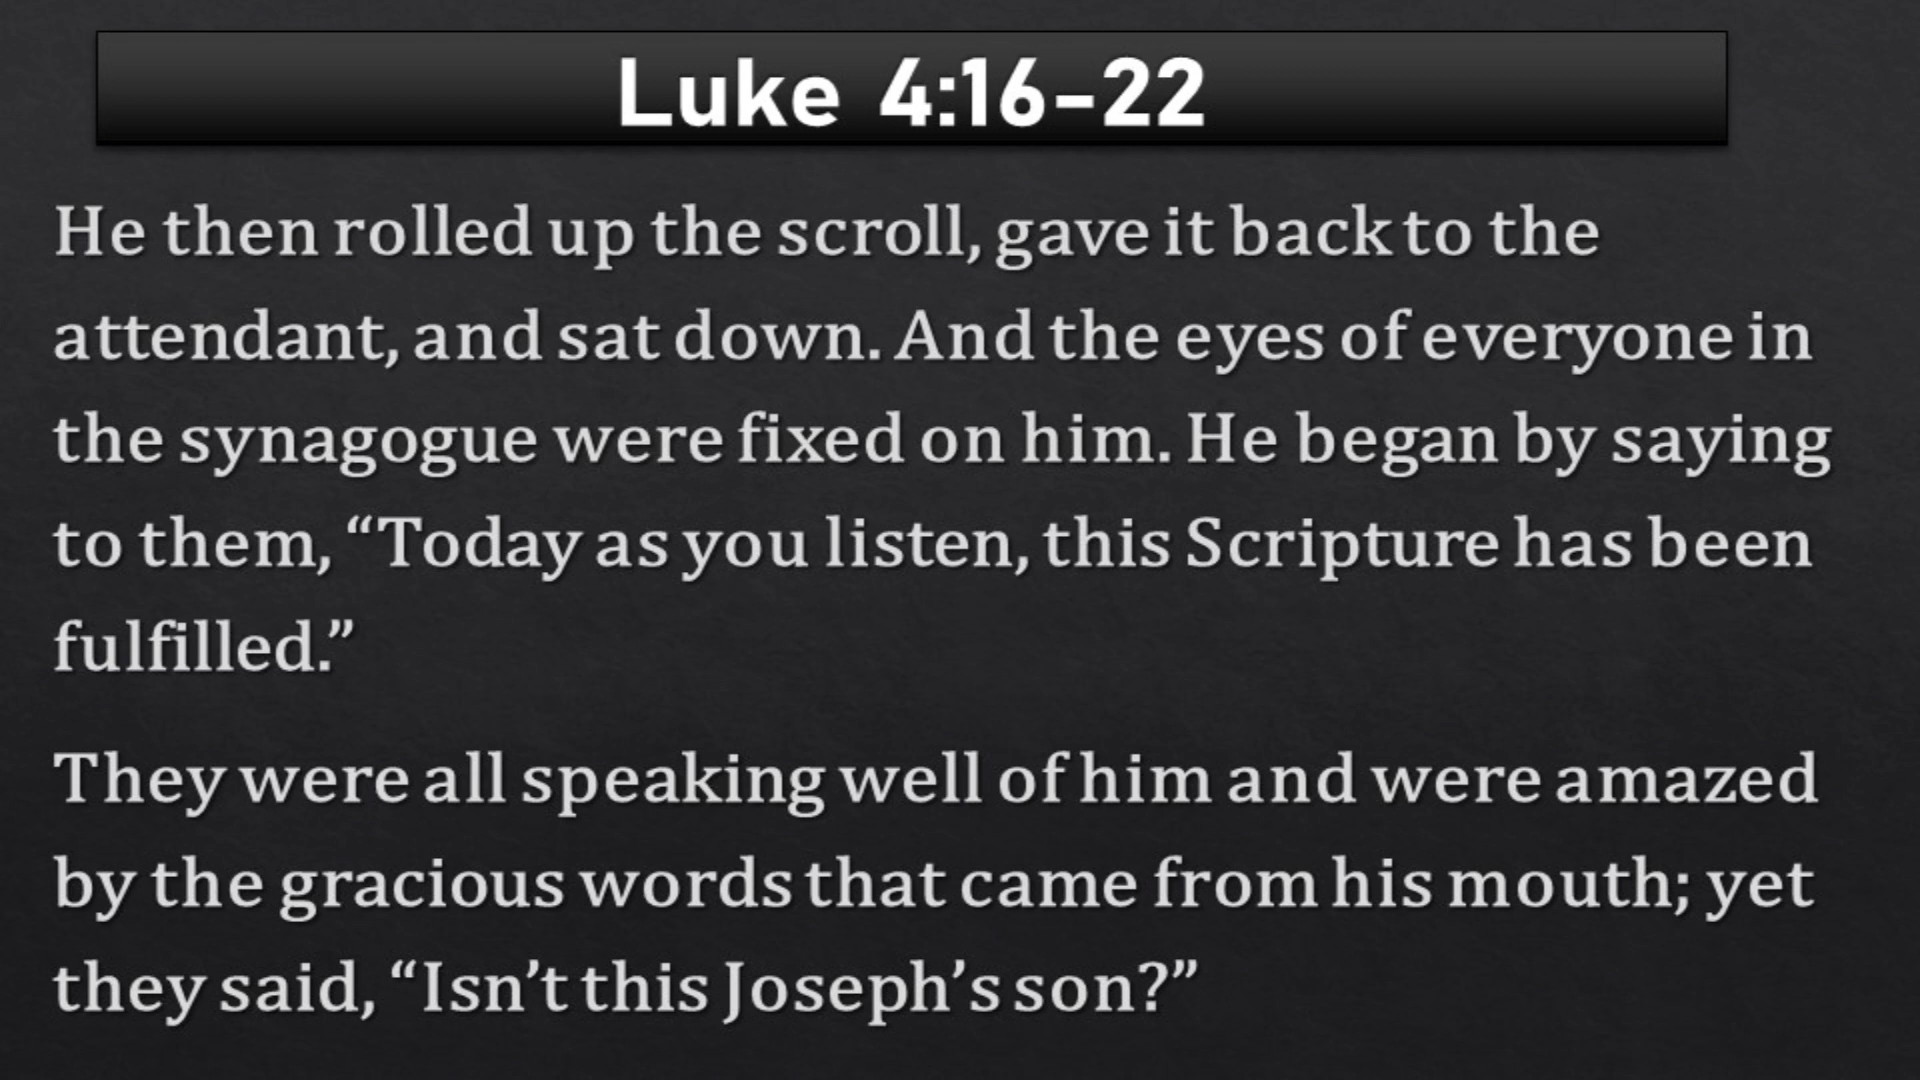 Luke 4:16-22
He then rolled up the scroll, gave it back to the
attendant, and sat down. And the eyes of everyone in
the synagogue were fixed on him. He began by saying
to them, “Today as you listen, this Scripture has been
fulfilled.”
They were all speaking well of him and were amazed
by the gracious words that came from his mouth; yet
they said, “Isn’t this Joseph’s son?”